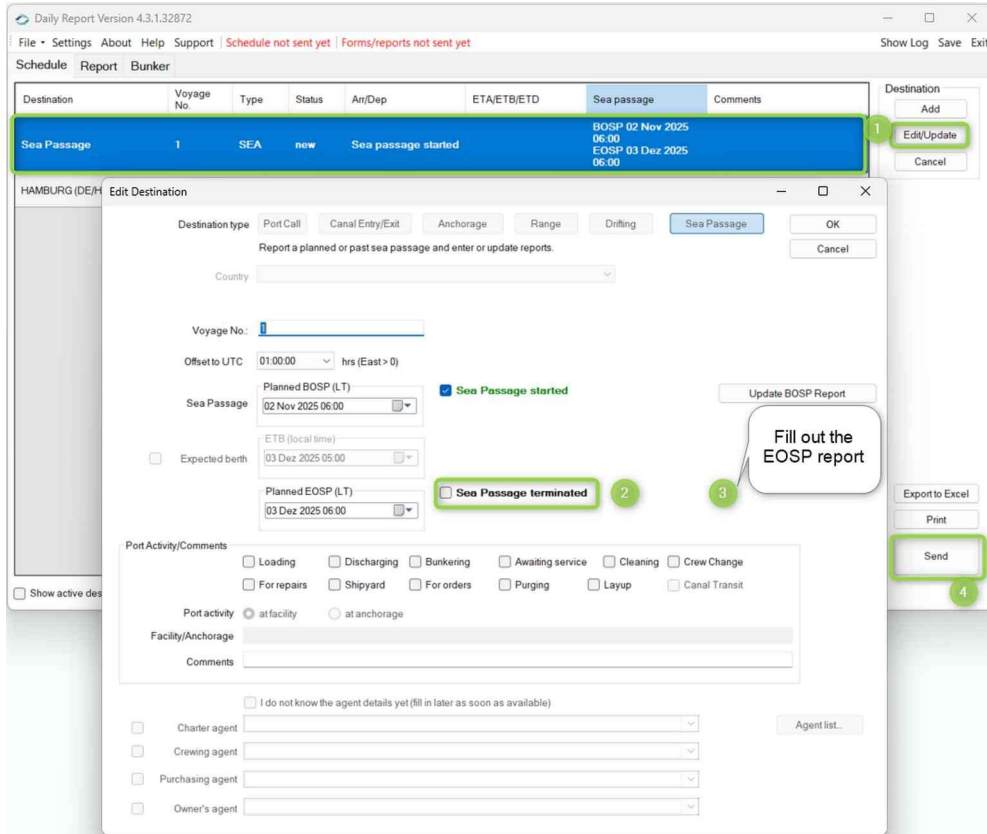 Daily Report Version 4.3.1.32872
File Settings About Help Support Schedule not sent yet Forms/reports not sent yet Show Log Save Exit
Schedule Report Bunker
Destination Voyage No. Type Status Arr/Dep ETA/ETB/ETD Sea passage Comments
Sea Passage 1 SEA new Sea passage started BOSP 02 Nov 2025
06:00
EOSP 03 Dez 2025
06:00
HAMBURG (DE/H
Destination
Add
1
Edit/Update
Cancel
Edit Destination
Destination type Port Call Canal Entry/Exit Anchorage Range Drifting Sea Passage OK
Report a planned or past sea passage and enter or update reports. Cancel
Country
Voyage No.: 1
Offset to UTC 01:00:00 hrs (East > 0)
Planned BOSP (LT)
Sea Passage 02 Nov 2025 06:00 Sea Passage started Update BOSP Report
ETB (local time)
Expected berth 03 Dez 2025 05:00
Fill out the
EOSP report
Planned EOSP (LT)
03 Dez 2025 06:00 Sea Passage terminated 2 3
Export to Excel
Print
Send
4
Port Activity/Comments
Loading Discharging Bunkering Awaiting service Cleaning Crew Change
For repairs Shipyard For orders Purging Layup Canal Transit
Show active des
Port activity at facility at anchorage
Facility/Anchorage
Comments
I do not know the agent details yet (fill in later as soon as available)
Charter agent Agent list...
Crewing agent
Purchasing agent
Owner's agent